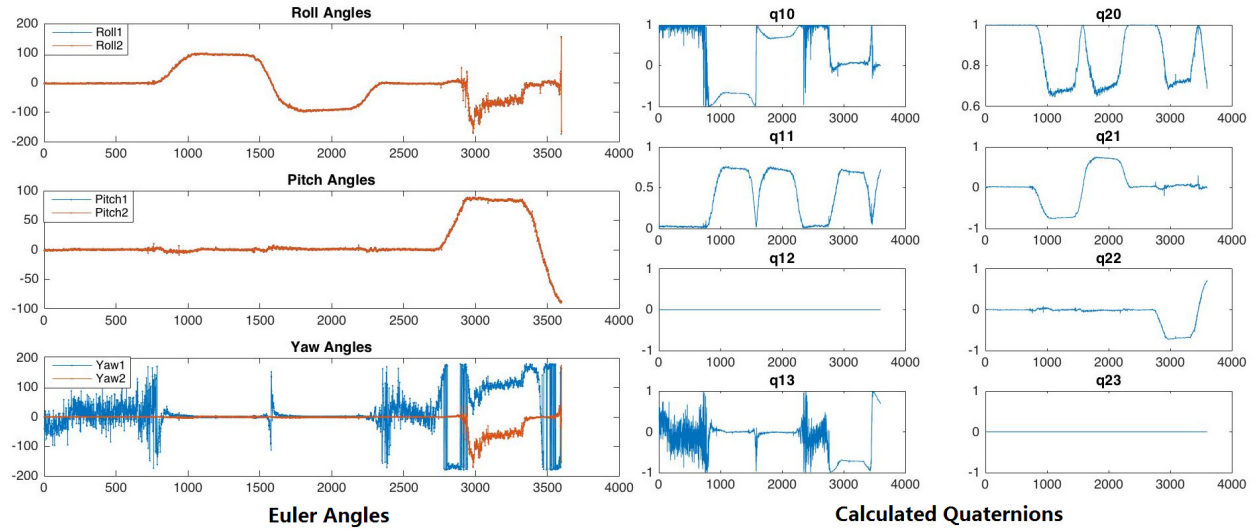 Roll Angles
200
100
0
-100
-200
Roll1
Roll2
0 500 1000 1500 2000 2500 3000 3500 4000
Pitch Angles
100
50
0
-50
-100
Pitch1
Pitch2
0 500 1000 1500 2000 2500 3000 3500 4000
Yaw Angles
200
100
0
-100
-200
Yaw1
Yaw2
0 500 1000 1500 2000 2500 3000 3500 4000
Euler Angles
q10
1
0
-1
0 1000 2000 3000 4000
q20
1
0.8
0.6
0 1000 2000 3000 4000
q11
1
0.5
0
0 1000 2000 3000 4000
q21
1
0
-1
0 1000 2000 3000 4000
q12
1
0
-1
0 1000 2000 3000 4000
q22
1
0
-1
0 1000 2000 3000 4000
q13
1
0
-1
0 1000 2000 3000 4000
q23
1
0
-1
0 1000 2000 3000 4000
Calculated Quaternions